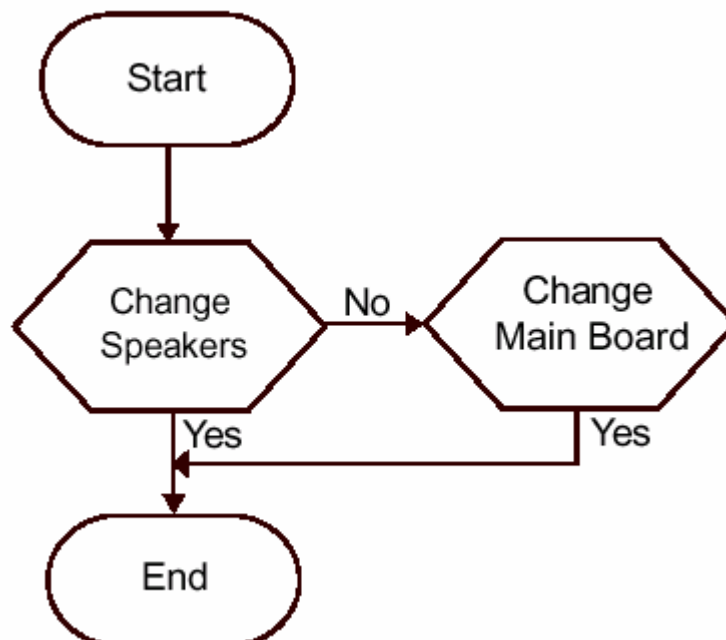 Start
Change
Speakers
No
Change
Main Board
Yes
Yes
End